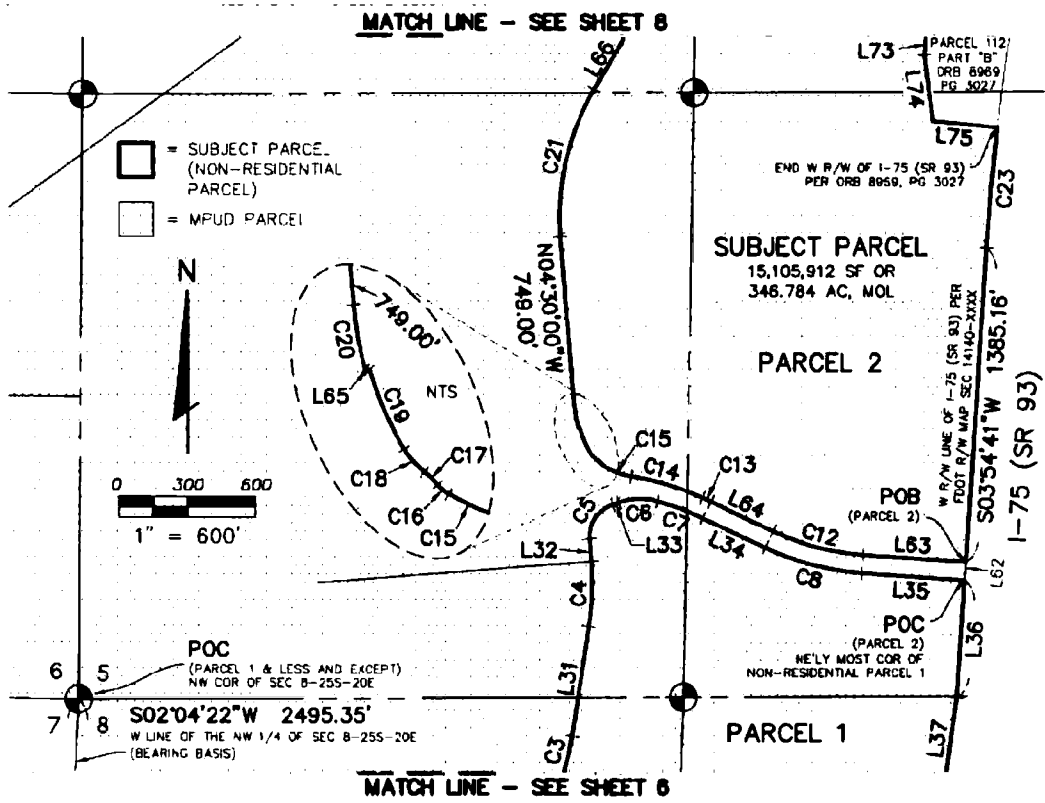 MATCH LINE - SEE SHEET 8
L66
L73
PARCEL 112
PART "B"
ORB 8969
PG 3027
L74
L75
= SUBJECT PARCEL
(NON-RESIDENTIAL
PARCEL)
= MPUD PARCEL
C21
END W R/W OF I-75 (SR 93)
PER ORB 8959, PG 3027
C23
N
SUBJECT PARCEL
15,105,912 SF OR
346.784 AC, MOL
N04°30'00"W
749.00'
749.00'
C20
L65
NTS
C19
C18
C17
C16
C15
PARCEL 2
W R/W LINE OF I-75 (SR 93) PER
FDOT R/W MAP SEC 14140-XXXX
S03°54'41"W 1385.16'
I-75 (SR 93)
0 300 600
1" = 600'
C15
C14
C13
L64
POB
(PARCEL 2)
C12
L63
L62
C5
C6
C7
L32
L33
L34
C8
L35
C4
POC
(PARCEL 2)
NE'LY MOST COR OF
NON-RESIDENTIAL PARCEL 1
L36
POC
(PARCEL 1 & LESS AND EXCEPT)
NW COR OF SEC 8-25S-20E
6 5
7 8
L31
S02°04'22"W 2495.35'
W LINE OF THE NW 1/4 OF SEC 8-25S-20E
(BEARING BASIS)
C3
PARCEL 1
L37
MATCH LINE - SEE SHEET 6